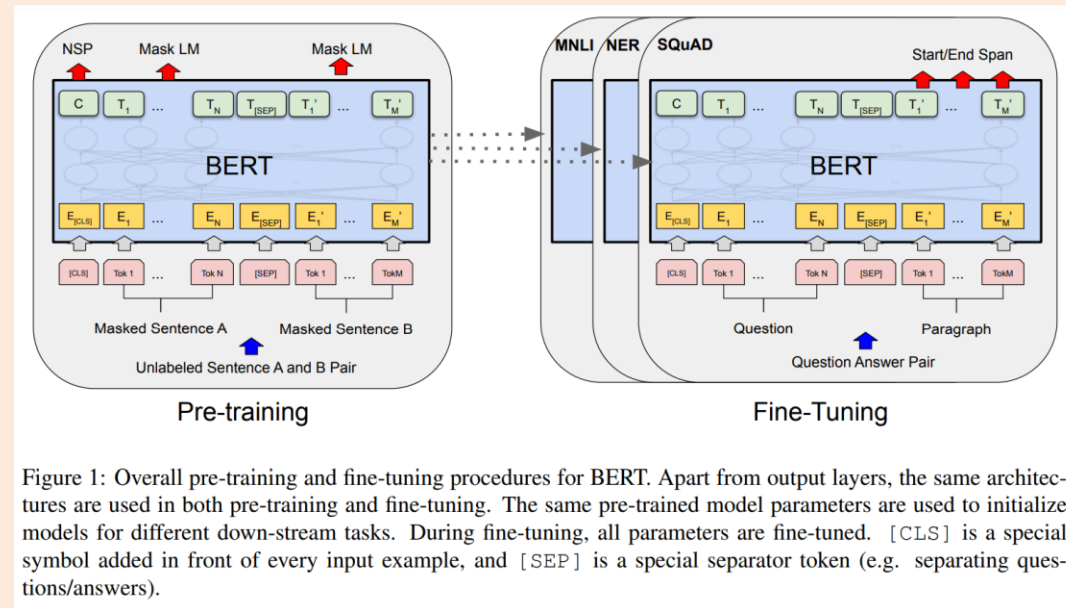 NSP Mask LM Mask LM
C T1 ... TN T[SEP] T1' ... TM'
BERT
E[CLS] E1 ... EN E[SEP] E1' ... EM'
[CLS] Tok 1 ... Tok N [SEP] Tok 1 ... TokM
Masked Sentence A Masked Sentence B
Unlabeled Sentence A and B Pair
Pre-training
MNLI NER SQuAD
Start/End Span
C T1 ... TN T[SEP] T1' ... TM'
BERT
E[CLS] E1 ... EN E[SEP] E1' ... EM'
[CLS] Tok 1 ... Tok N [SEP] Tok 1 ... TokM
Question Paragraph
Question Answer Pair
Fine-Tuning
Figure 1: Overall pre-training and fine-tuning procedures for BERT. Apart from output layers, the same architec-
tures are used in both pre-training and fine-tuning. The same pre-trained model parameters are used to initialize
models for different down-stream tasks. During fine-tuning, all parameters are fine-tuned. [CLS] is a special
symbol added in front of every input example, and [SEP] is a special separator token (e.g. separating ques-
tions/answers).